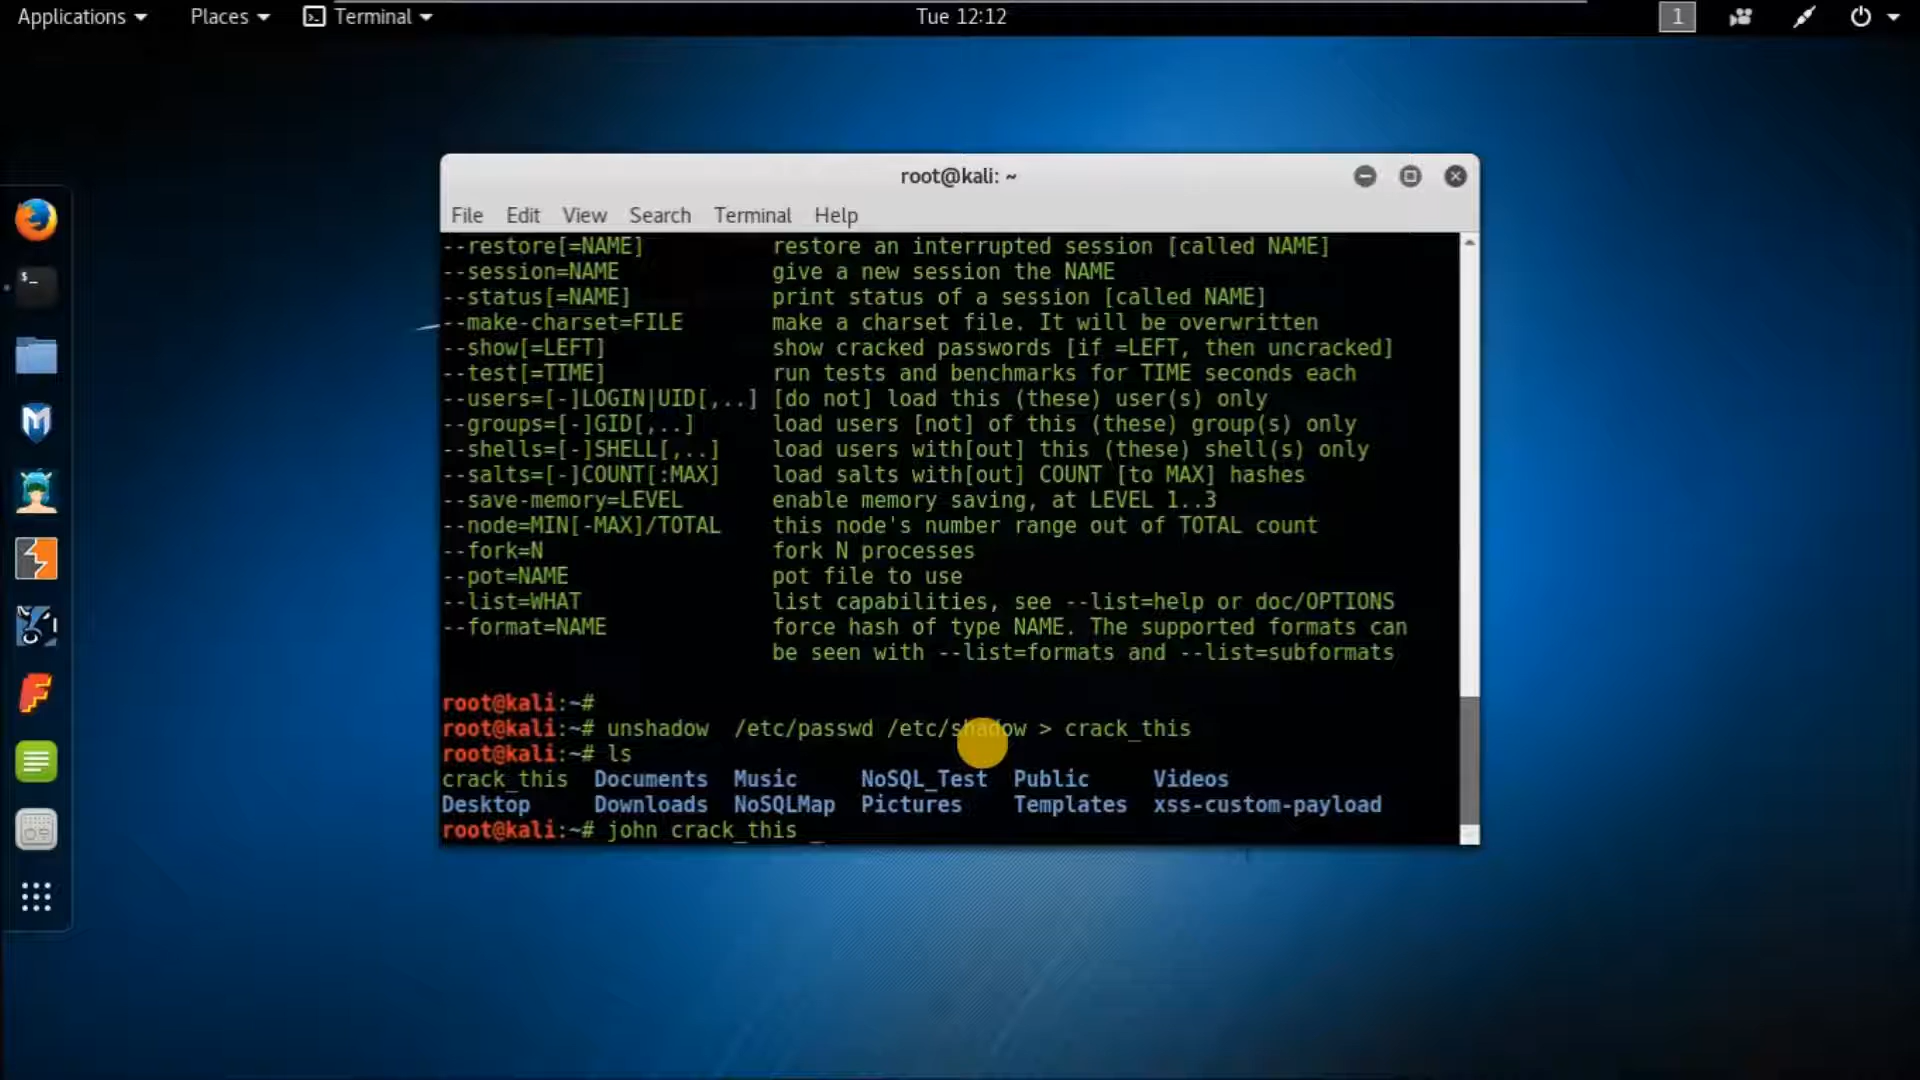 Applications Places Terminal Tue 12:12 1
root@kali: ~
File Edit View Search Terminal Help
--restore[=NAME] restore an interrupted session [called NAME]
--session=NAME give a new session the NAME
--status[=NAME] print status of a session [called NAME]
--make-charset=FILE make a charset file. It will be overwritten
--show[=LEFT] show cracked passwords [if =LEFT, then uncracked]
--test[=TIME] run tests and benchmarks for TIME seconds each
--users=[-]LOGIN|UID[,..] [do not] load this (these) user(s) only
--groups=[-]GID[,..] load users [not] of this (these) group(s) only
--shells=[-]SHELL[,..] load users with[out] this (these) shell(s) only
--salts=[-]COUNT[:MAX] load salts with[out] COUNT [to MAX] hashes
--save-memory=LEVEL enable memory saving, at LEVEL 1..3
--node=MIN[-MAX]/TOTAL this node's number range out of TOTAL count
--fork=N fork N processes
--pot=NAME pot file to use
--list=WHAT list capabilities, see --list=help or doc/OPTIONS
--format=NAME force hash of type NAME. The supported formats can
be seen with --list=formats and --list=subformats
root@kali:~#
root@kali:~# unshadow  /etc/passwd /etc/shadow > crack_this
root@kali:~# ls
crack_this Documents Music NoSQL_Test Public Videos
Desktop Downloads NoSQLMap Pictures Templates xss-custom-payload
root@kali:~# john crack_this